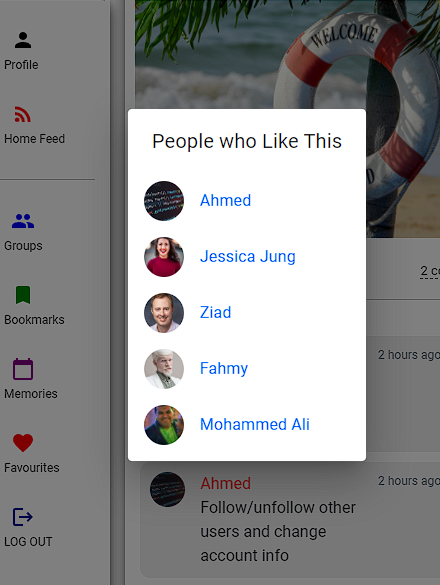 Profile
Home Feed
Groups
Bookmarks
Memories
Favourites
LOG OUT
WELCOME
People who Like This
Ahmed
Jessica Jung
Ziad
Fahmy
Mohammed Ali
2 hours ago
Ahmed
2 hours ago
Follow/unfollow other
users and change
account info